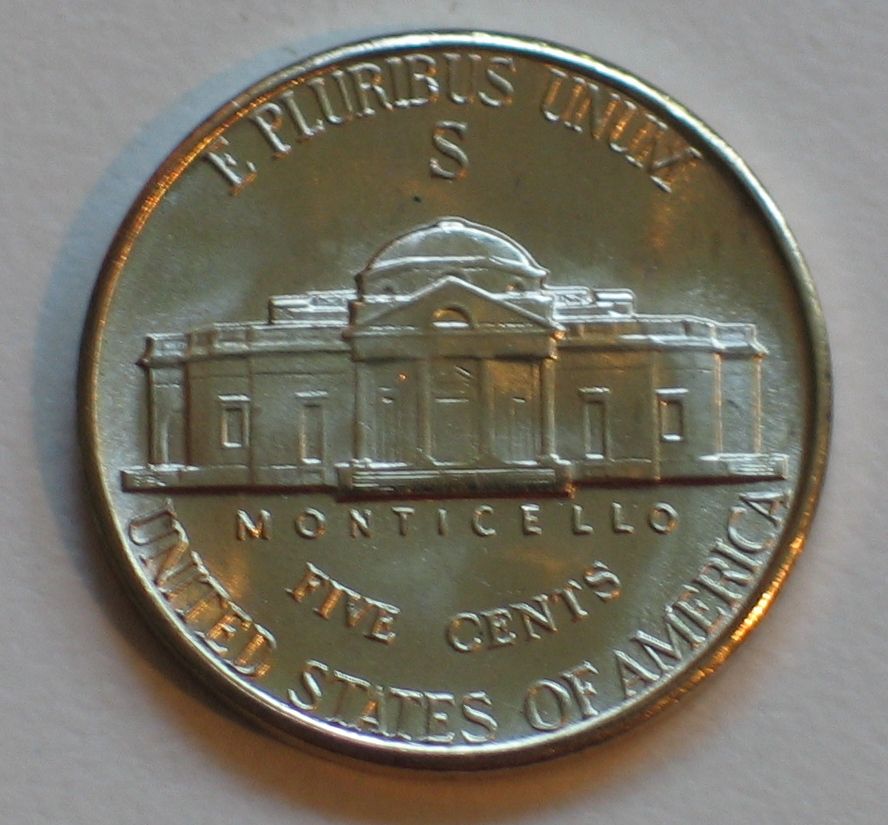 E PLURIBUS UNUM
S
MONTICELLO
FIVE CENTS
UNITED STATES OF AMERICA